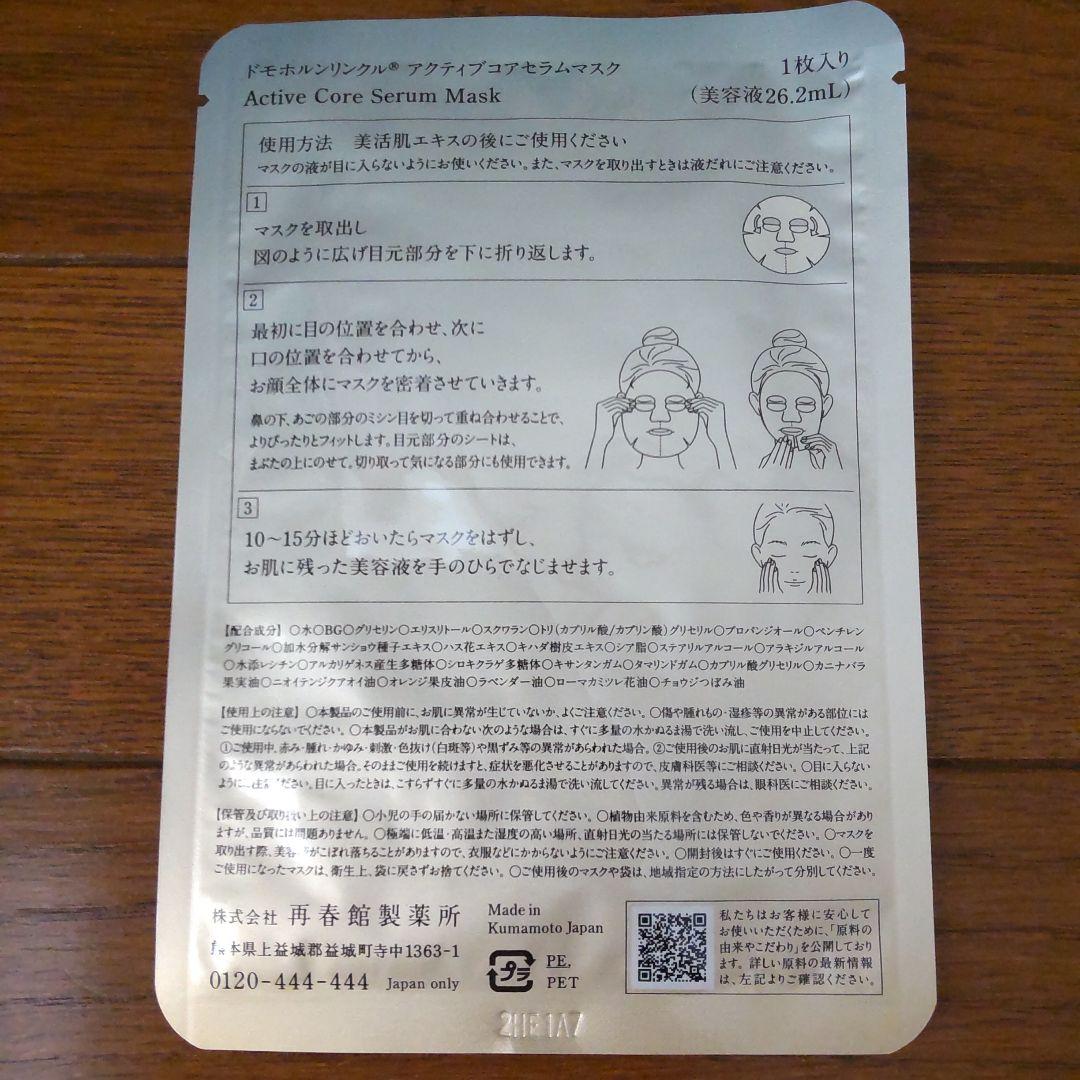 ドモホルンリンクル® アクティブコアセラムマスク
Active Core Serum Mask
1枚入り
(美容液26.2mL)
使用方法 美活肌エキスの後にご使用ください
マスクの液が目に入らないようにお使いください。また、マスクを取り出すときは液だれにご注意ください。
1
マスクを取出し
図のように広げ目元部分を下に折り返します。
2
最初に目の位置を合わせ、次に
口の位置を合わせてから、
お顔全体にマスクを密着させていきます。
鼻の下、あごの部分のミシン目を切って重ね合わせることで、
よりぴったりとフィットします。目元部分のシートは、
まぶたの上にのせて。切り取って気になる部分にも使用できます。
3
10〜15分ほどおいたらマスクをはずし、
お肌に残った美容液を手のひらでなじませます。
【配合成分】〇水〇BG〇グリセリン〇エリスリトール〇スクワラン〇トリ(カプリル酸/カプリン酸)グリセリル〇プロパンジオール〇ペンチレン
グリコール〇加水分解サンショウ種子エキス〇ハス花エキス〇キハダ樹皮エキス〇シア脂〇ステアリルアルコール〇アラキジルアルコール
〇水添レシチン〇アルカリゲネス産生多糖体〇シロキクラゲ多糖体〇キサンタンガム〇タマリンドガム〇カプリル酸グリセリル〇カニナバラ
果実油〇ニオイテンジクアオイ油〇オレンジ果皮油〇ラベンダー油〇ローマカミツレ花油〇チョウジつぼみ油
【使用上の注意】〇本製品のご使用前に、お肌に異常が生じていないか、よくご注意ください。〇傷や腫れもの・湿疹等の異常がある部位には
ご使用にならないでください。〇本製品がお肌に合わない次のような場合は、すぐに多量の水かぬるま湯で洗い流し、ご使用を中止してください。
①ご使用中、赤み・腫れ・かゆみ・刺激・色抜け(白斑等)や黒ずみ等の異常があらわれた場合。②ご使用後のお肌に直射日光が当たって、上記
のような異常があらわれた場合。そのままご使用を続けますと、症状を悪化させることがありますので、皮膚科医等にご相談ください。〇目に入らない
ように ください。目に入ったときは、こすらずすぐに多量の水かぬるま湯で洗い流してください。異常が残る場合は、眼科医にご相談ください。
【保管及び取り扱い上の注意】〇小児の手の届かない場所に保管してください。〇植物由来原料を含むため、色や香りが異なる場合があり
ますが、品質には問題ありません。〇極端に低温・高温また湿度の高い場所、直射日光の当たる場所には保管しないでください。〇マスクを
取り出す際、美容 がこぼれ落ちることがありますので、衣服などにかからないようにご注意ください。〇開封後はすぐにご使用ください。〇一度
ご使用になったマスクは、衛生上、袋に戻さずお捨てください。〇ご使用後のマスクや袋は、地域指定の方法にしたがって分別してください。
株式会社 再春館製薬所
本県上益城郡益城町寺中1363-1
0120-444-444 Japan only
Made in
Kumamoto Japan
プラ
PE,
PET
私たちはお客様に安心して
お使いいただくために、「原料の
由来やこだわり」を公開しており
ます。詳しい原料の最新情報
は、左記よりご確認ください。